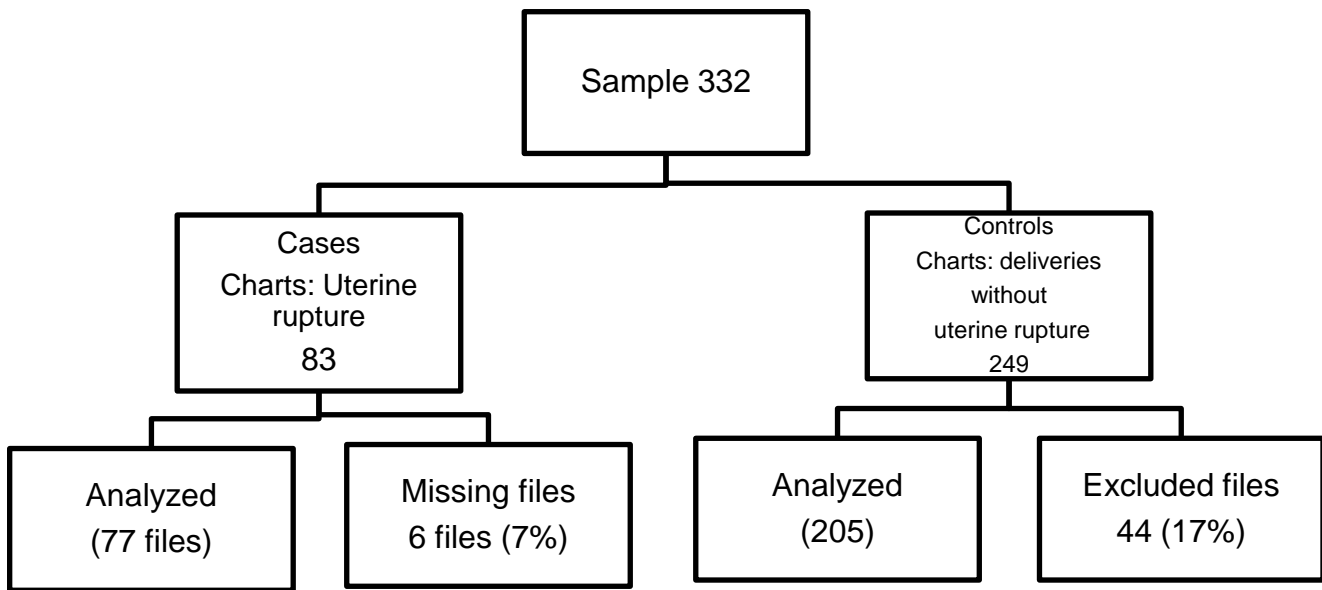 Sample 332
Cases
Charts: Uterine
rupture
83
Controls
Charts: deliveries
without
uterine rupture
249
Analyzed
(77 files)
Missing files
6 files (7%)
Analyzed
(205)
Excluded files
44 (17%)